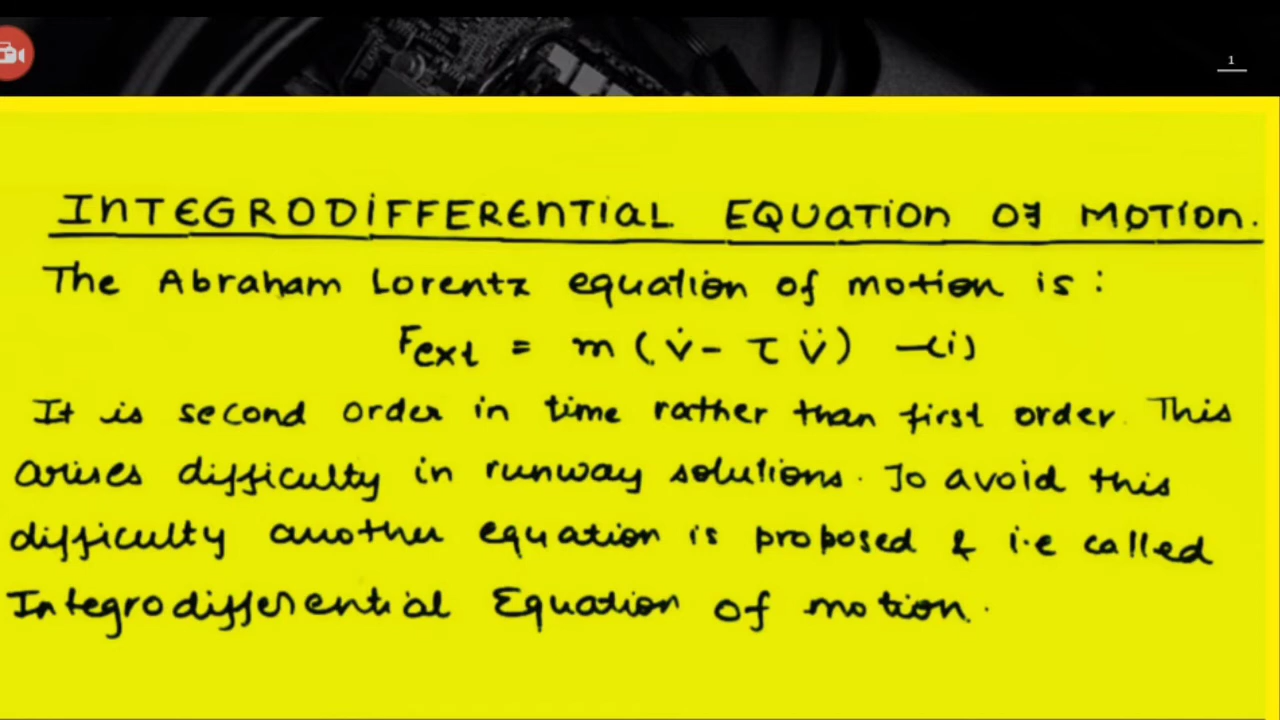 1
INTEGRODIFFERENTIAL EQUATION OF MOTION.
The Abraham Lorentz equation of motion is :
Fext = m ( v̇ - τ v̈ ) —(i)
It is second order in time rather than first order. This
arises difficulty in runway solutions. To avoid this
difficulty another equation is proposed & i.e called
Integrodifferential Equation of motion.